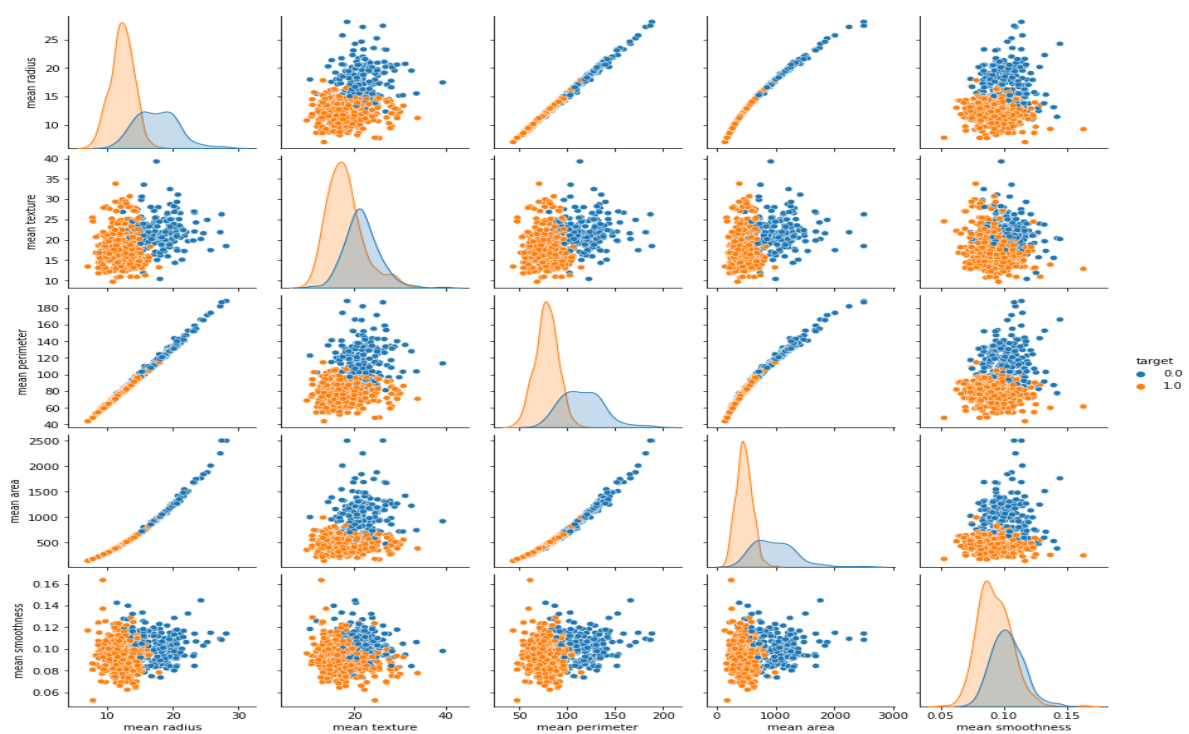 25
20
15
10
mean radius
40
35
30
25
20
15
10
mean texture
180
160
140
120
100
80
60
40
mean perimeter
target
0.0
1.0
2500
2000
1500
1000
500
mean area
0.16
0.14
0.12
0.10
0.08
0.06
mean smoothness
10 20 30
mean radius
20 40
mean texture
50 100 150 200
mean perimeter
0 1000 2000 3000
mean area
0.05 0.10 0.15
mean smoothness